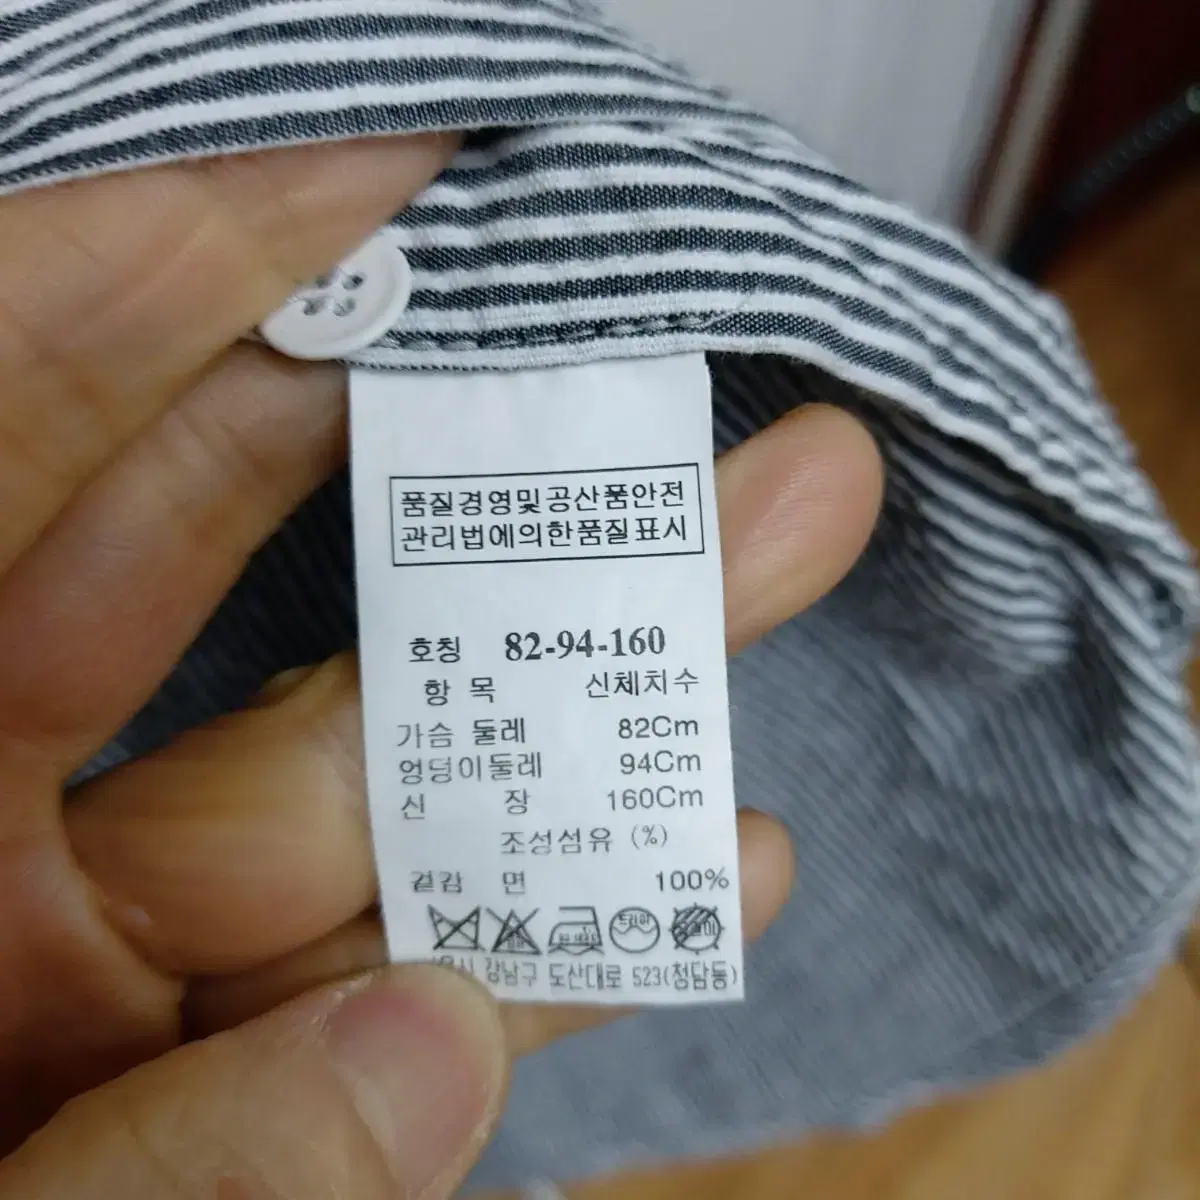 품질경영및공산품안전
관리법에의한품질표시
호칭 82-94-160
항 목 신체치수
가슴 둘레 82Cm
엉덩이둘레 94Cm
신 장 160Cm
조성섬유 (%)
겉감 면 100%
드라이
강남구 도산대로 523(청담동)